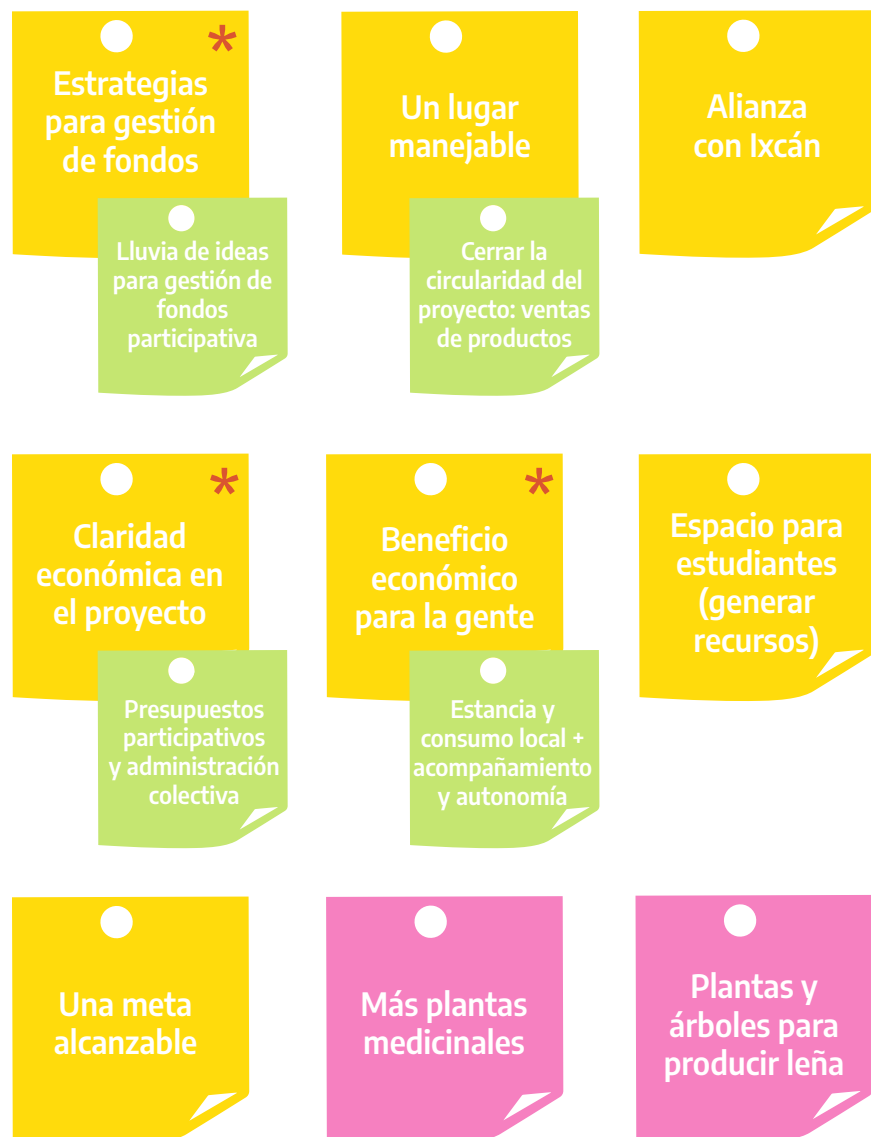 *
Estrategias
para gestión
de fondos
Lluvia de ideas
para gestión de
fondos
participativa
Un lugar
manejable
Cerrar la
circularidad del
proyecto: ventas
de productos
Alianza
con Ixcán
*
Claridad
económica en
el proyecto
Presupuestos
participativos
y administración
colectiva
*
Beneficio
económico
para la gente
Estancia y
consumo local +
acompañamiento
y autonomía
Espacio para
estudiantes
(generar
recursos)
Una meta
alcanzable
Más plantas
medicinales
Plantas y
árboles para
producir leña